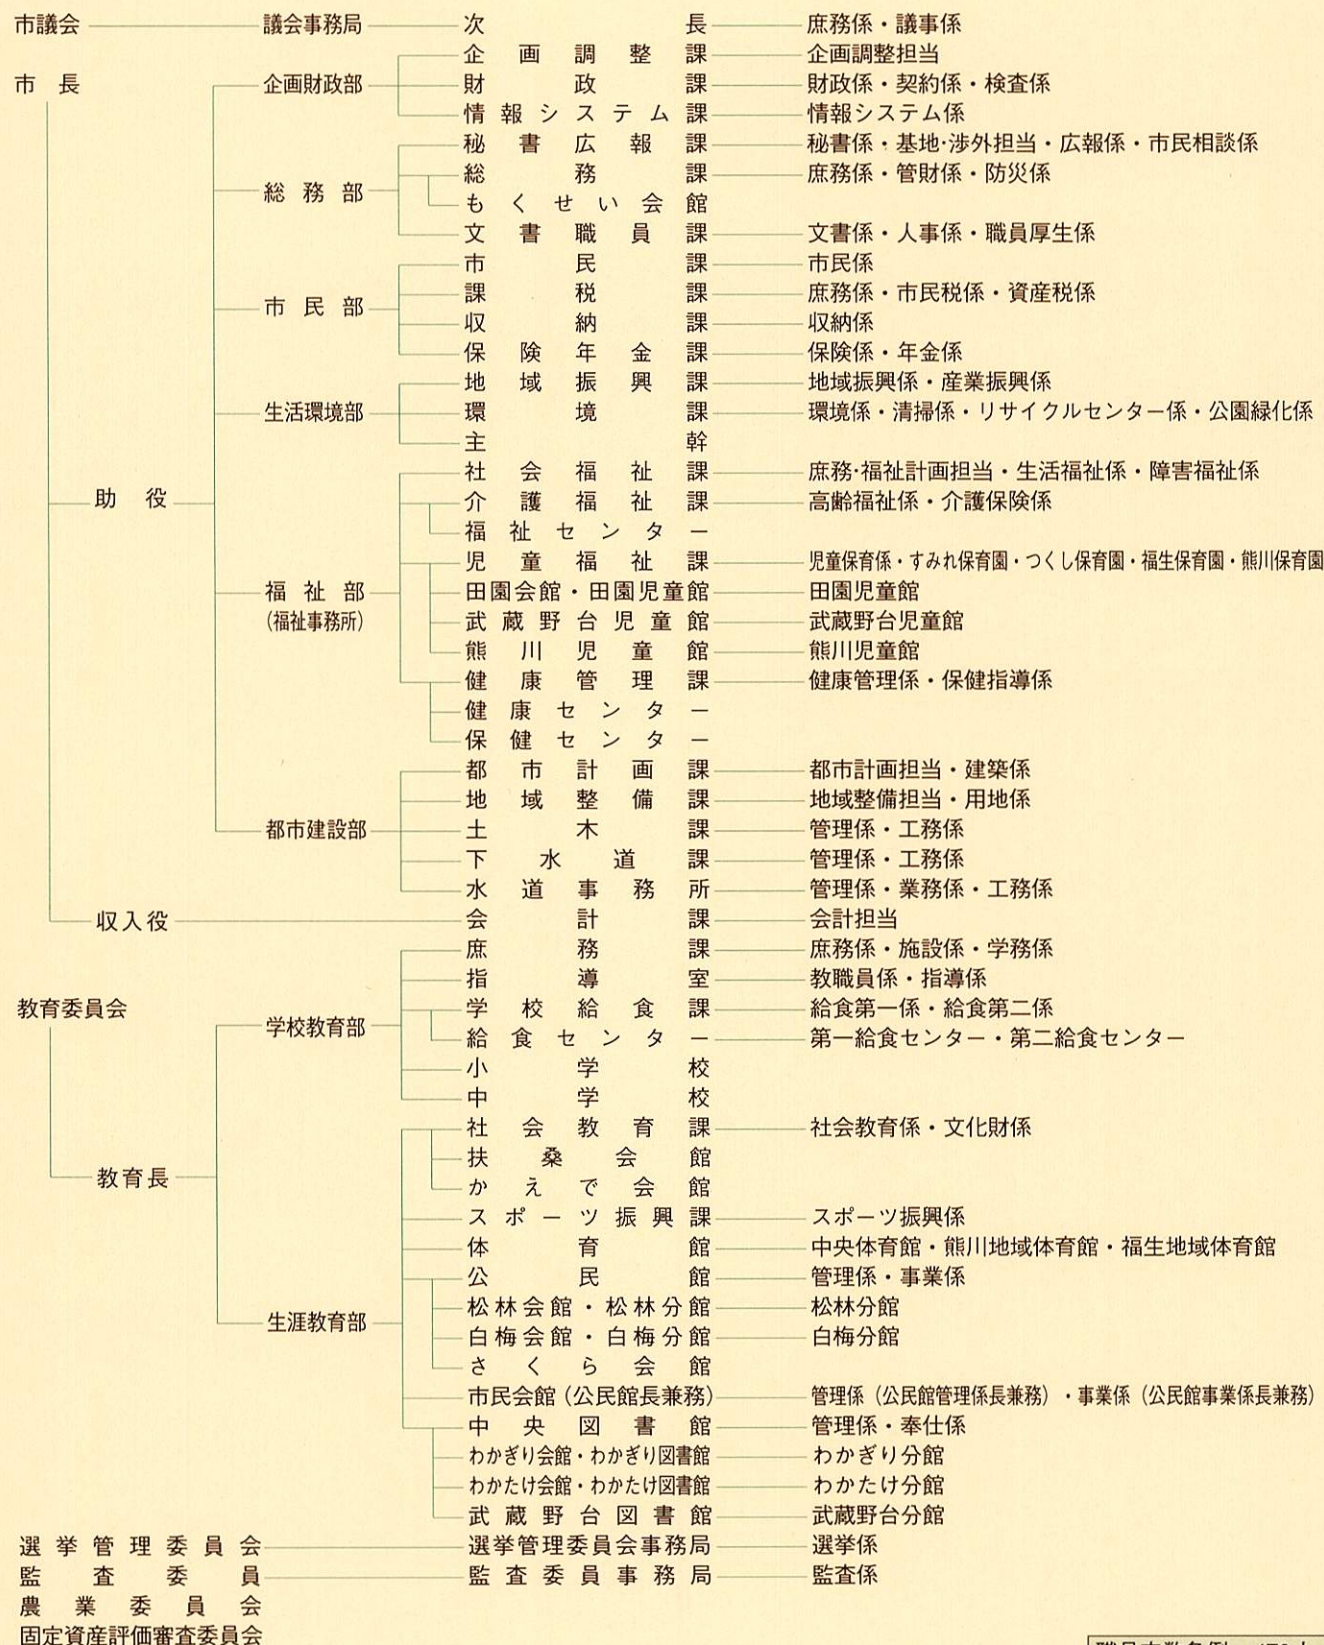 市議会 議会事務局 次長 庶務係・議事係
企画調整課 企画調整担当
市長 企画財政部 財政課 財政係・契約係・検査係
情報システム課 情報システム係
秘書広報課 秘書係・基地・渉外担当・広報係・市民相談係
総務課 庶務係・管財係・防災係
総務部
もくせい会館
文書職員課 文書係・人事係・職員厚生係
市民課 市民係
課税課 庶務係・市民税係・資産税係
市民部
収納課 収納係
保険年金課 保険係・年金係
地域振興課 地域振興係・産業振興係
生活環境部 環境課 環境係・清掃係・リサイクルセンター係・公園緑化係
主幹
社会福祉課 庶務・福祉計画担当・生活福祉係・障害福祉係
助役 介護福祉課 高齢福祉係・介護保険係
福祉センター
児童福祉課 児童保育係・すみれ保育園・つくし保育園・福生保育園・熊川保育園
福祉部 田園会館・田園児童館 田園児童館
(福祉事務所) 武蔵野台児童館 武蔵野台児童館
熊川児童館 熊川児童館
健康管理課 健康管理係・保健指導係
健康センター
保健センター
都市計画課 都市計画担当・建築係
地域整備課 地域整備担当・用地係
都市建設部 土木課 管理係・工務係
下水道課 管理係・工務係
水道事務所 管理係・業務係・工務係
収入役 会計課 会計担当
庶務課 庶務係・施設係・学務係
指導室 教職員係・指導係
教育委員会 学校給食課 給食第一係・給食第二係
学校教育部
給食センター 第一給食センター・第二給食センター
小学校
中学校
社会教育課 社会教育係・文化財係
扶桑会館
教育長
かえで会館
スポーツ振興課 スポーツ振興係
体育館 中央体育館・熊川地域体育館・福生地域体育館
公民館 管理係・事業係
松林会館・松林分館 松林分館
生涯教育部
白梅会館・白梅分館 白梅分館
さくら会館
市民会館(公民館長兼務) 管理係(公民館管理係長兼務)・事業係(公民館事業係長兼務)
中央図書館 管理係・奉仕係
わかぎり会館・わかぎり図書館 わかぎり分館
わかたけ会館・わかたけ図書館 わかたけ分館
武蔵野台図書館 武蔵野台分館
選挙管理委員会 選挙管理委員会事務局 選挙係
監査委員 監査委員事務局 監査係
農業委員会
固定資産評価審査委員会